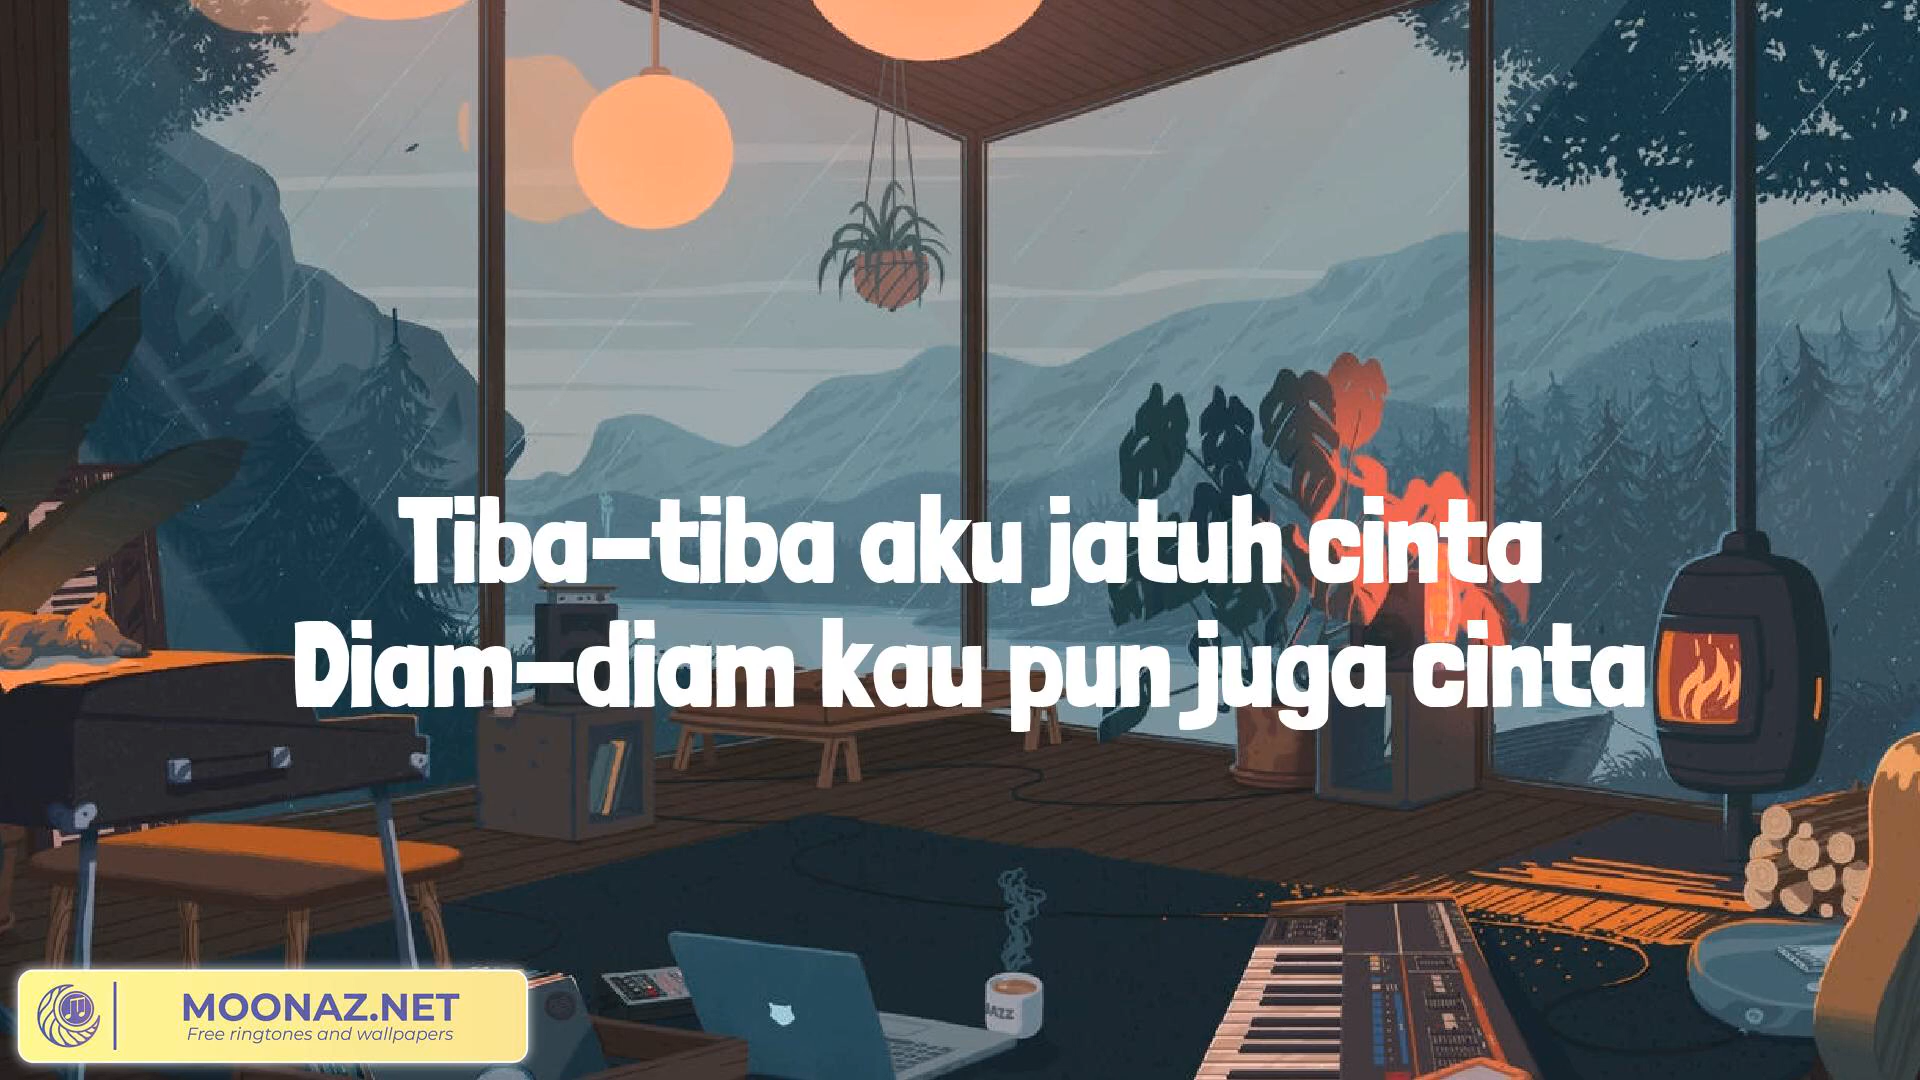 Tiba-tiba aku jatuh cinta
Diam-diam kau pun juga cinta
MOONAZ.NET
Free ringtones and wallpapers